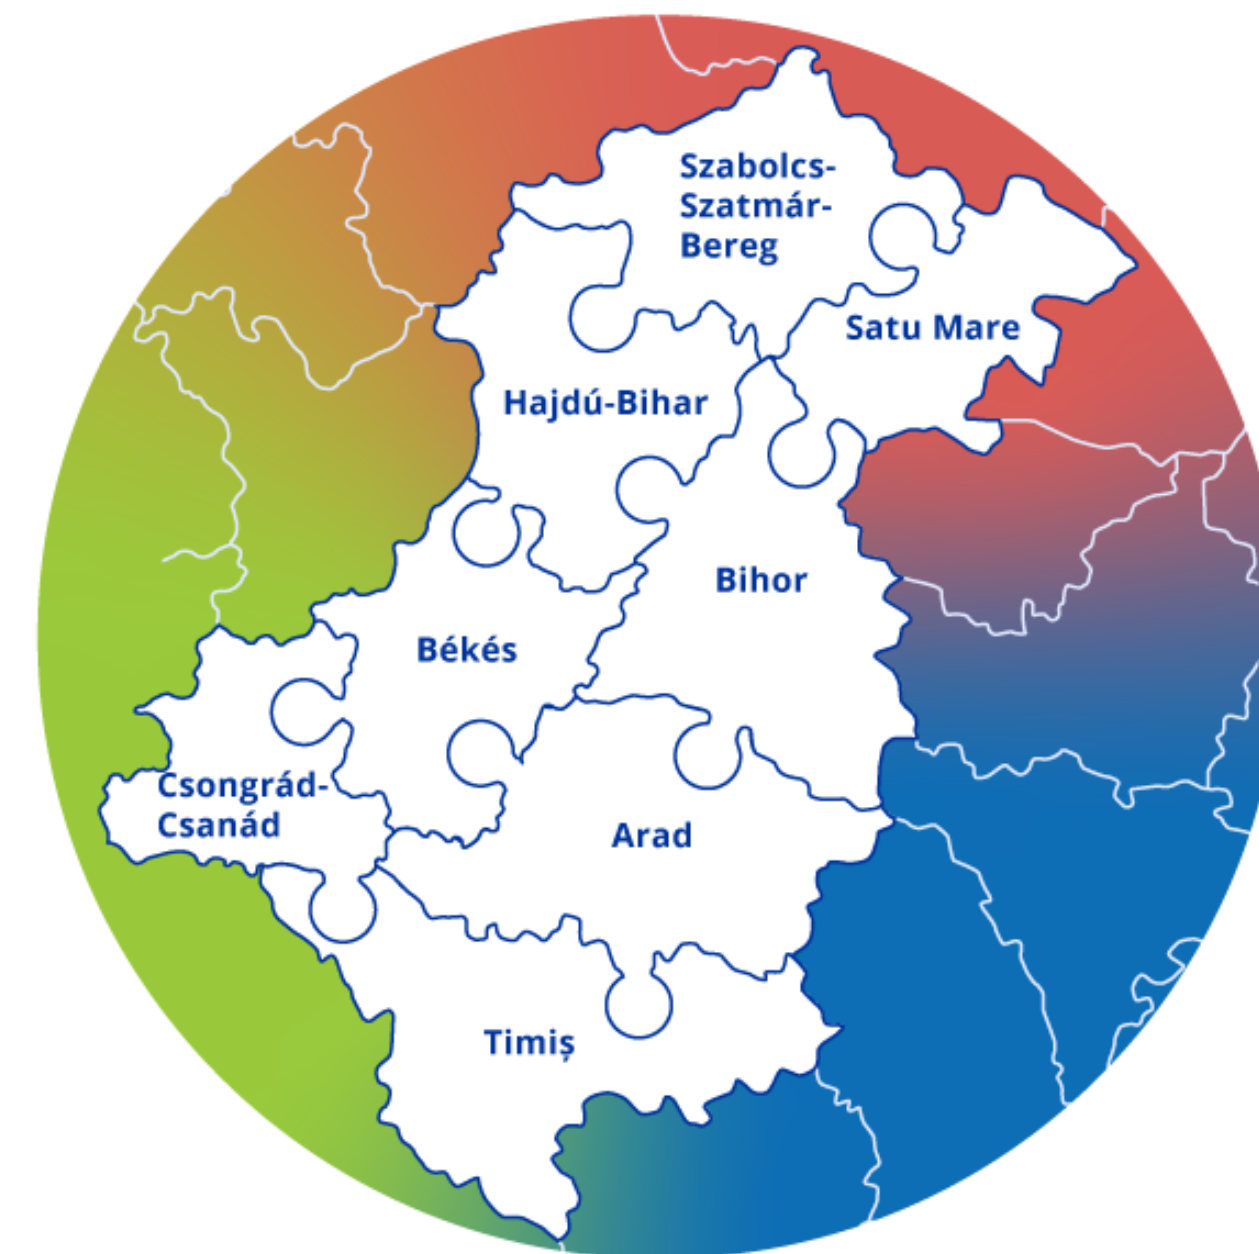 Szabolcs-
Szatmár-
Bereg
Satu Mare
Hajdú-Bihar
Bihor
Békés
Csongrád-
Csanád
Arad
Timiș